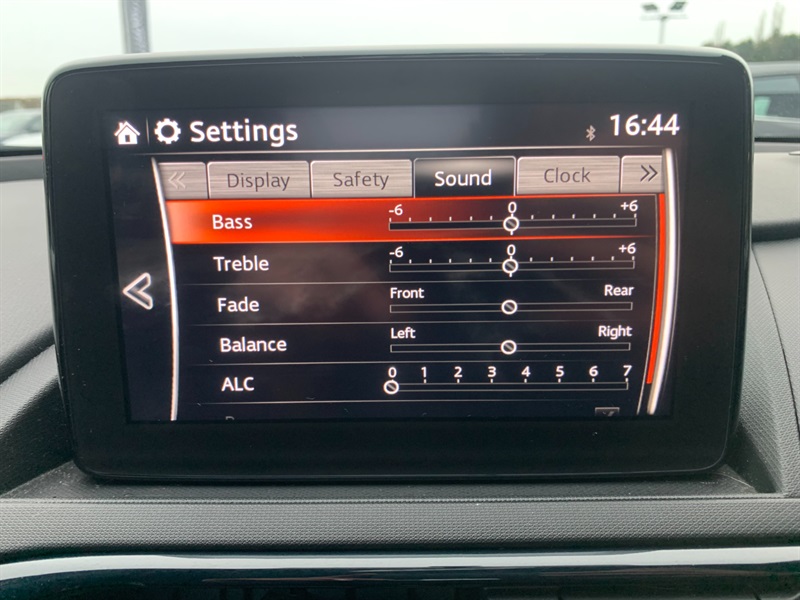 Settings 16:44
Display Safety Sound Clock
Bass -6 0 +6
Treble -6 0 +6
Fade Front Rear
Balance Left Right
ALC 0 1 2 3 4 5 6 7